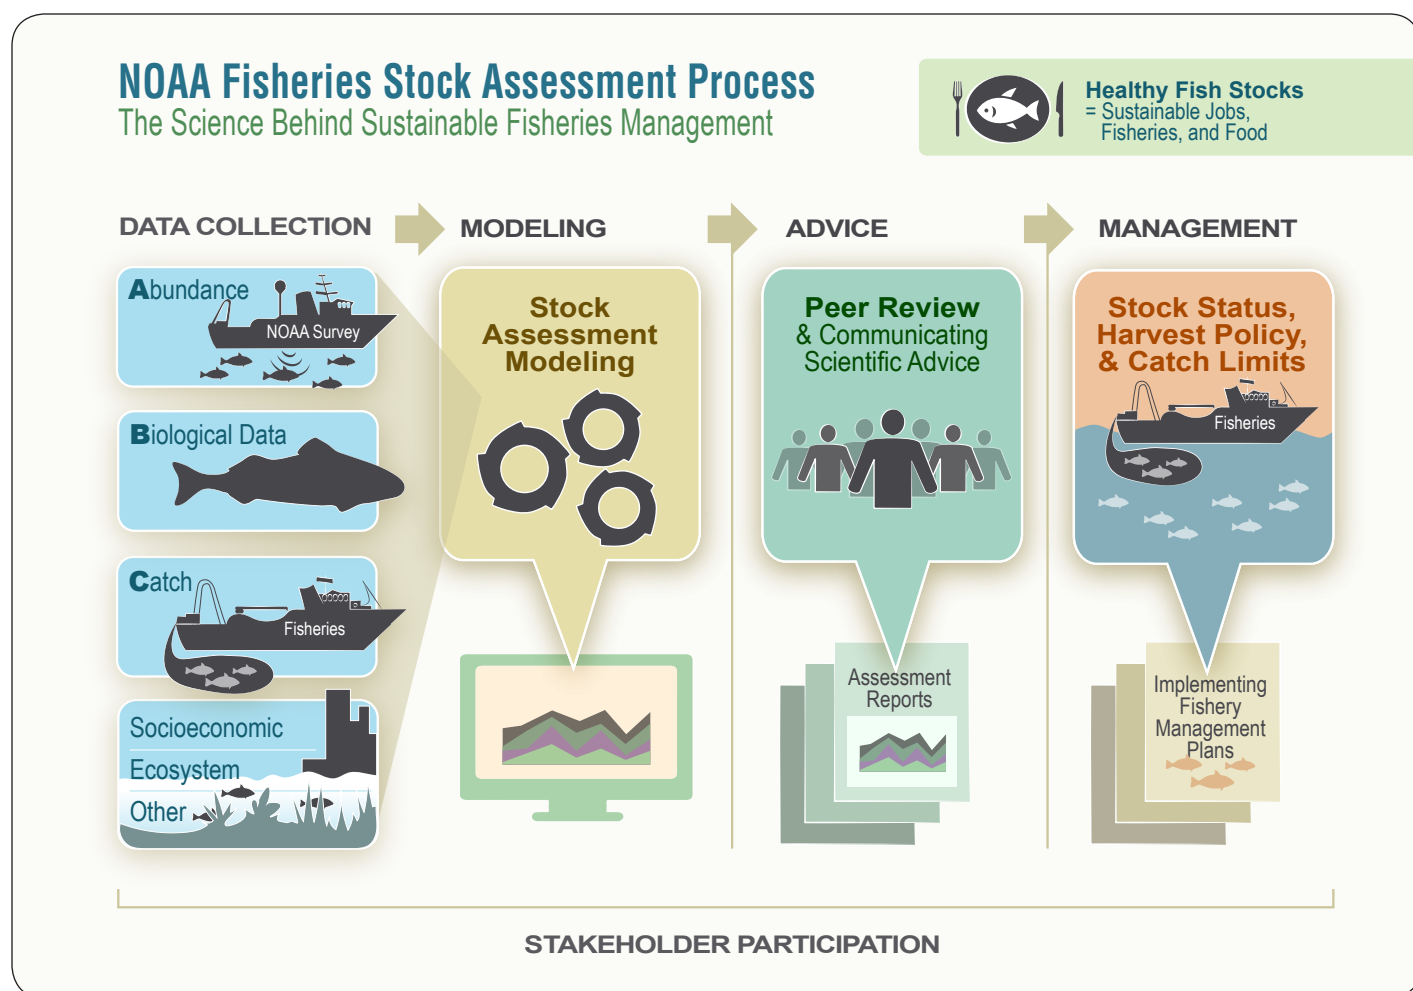 NOAA Fisheries Stock Assessment Process
The Science Behind Sustainable Fisheries Management
Healthy Fish Stocks
= Sustainable Jobs,
Fisheries, and Food
DATA COLLECTION
MODELING
ADVICE
MANAGEMENT
Abundance
NOAA Survey
Biological Data
Catch
Fisheries
Socioeconomic
Ecosystem
Other
Stock
Assessment
Modeling
Peer Review
& Communicating
Scientific Advice
Assessment
Reports
Stock Status,
Harvest Policy,
& Catch Limits
Fisheries
Implementing
Fishery
Management
Plans
STAKEHOLDER PARTICIPATION